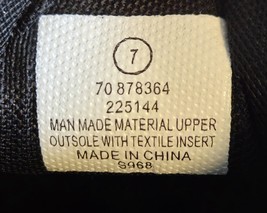 7
70 878364
225144
MAN MADE MATERIAL UPPER
OUTSOLE WITH TEXTILE INSERT
MADE IN CHINA
S968